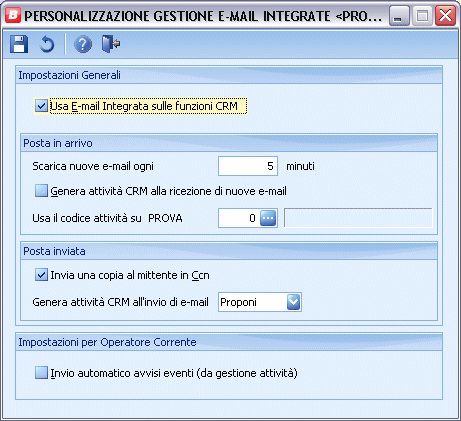 B PERSONALIZZAZIONE GESTIONE E-MAIL INTEGRATE <PRO...
?
Impostazioni Generali
Usa E-mail Integrata sulle funzioni CRM
Posta in arrivo
Scarica nuove e-mail ogni 5 minuti
Genera attività CRM alla ricezione di nuove e-mail
Usa il codice attività su PROVA 0 ...
Posta inviata
Invia una copia al mittente in Ccn
Genera attività CRM all'invio di e-mail Proponi
Impostazioni per Operatore Corrente
Invio automatico avvisi eventi (da gestione attività)